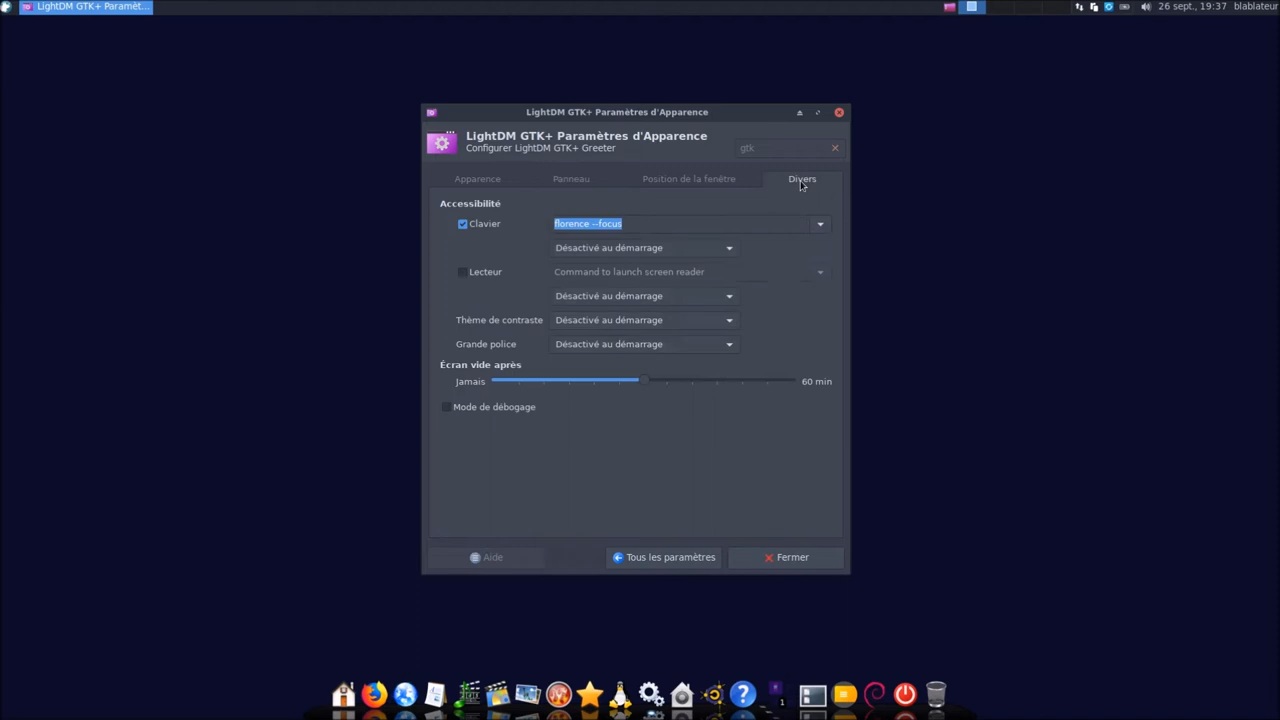 LightDM GTK+ Paramèt...
26 sept., 19:37
blablateur
LightDM GTK+ Paramètres d'Apparence
LightDM GTK+ Paramètres d'Apparence
Configurer LightDM GTK+ Greeter
gtk
Apparence
Panneau
Position de la fenêtre
Divers
Accessibilité
Clavier
florence --focus
Désactivé au démarrage
Lecteur
Command to launch screen reader
Désactivé au démarrage
Thème de contraste
Désactivé au démarrage
Grande police
Désactivé au démarrage
Écran vide après
Jamais
60 min
Mode de débogage
Aide
Tous les paramètres
Fermer
1